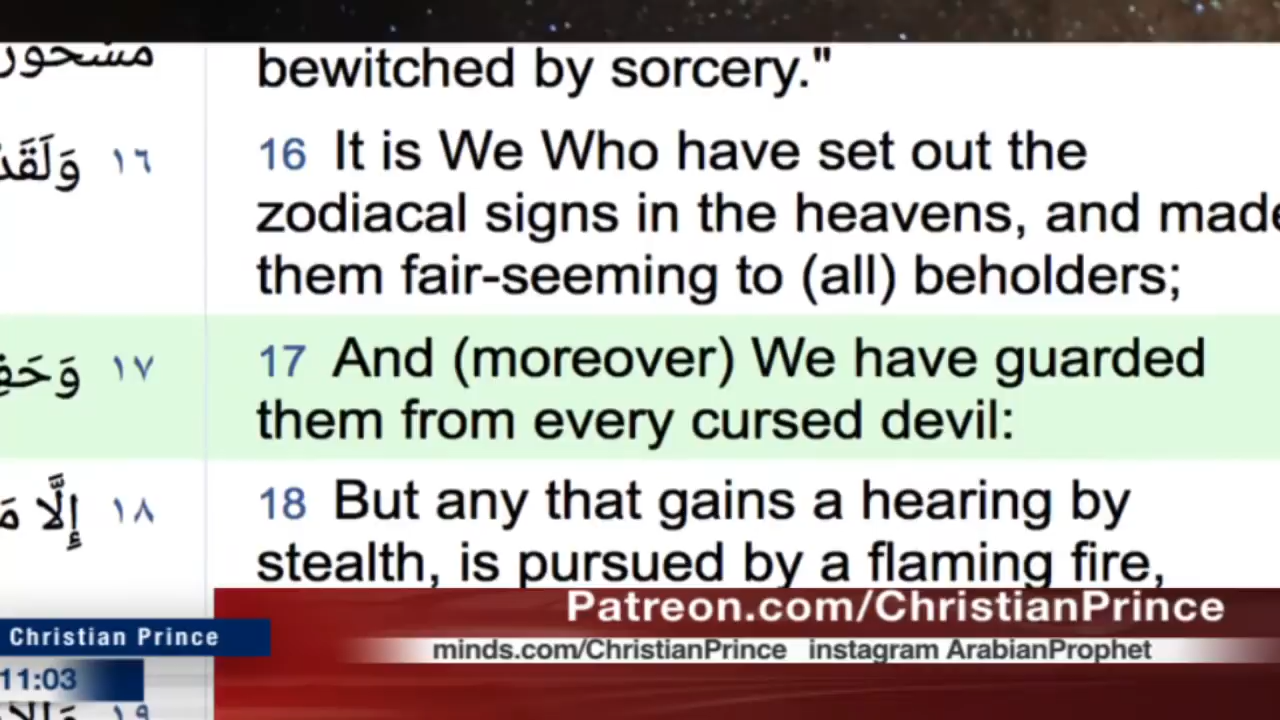 bewitched by sorcery."
١٦
16 It is We Who have set out the
zodiacal signs in the heavens, and made
them fair-seeming to (all) beholders;
١٧
17 And (moreover) We have guarded
them from every cursed devil:
إِلَّا ١٨
18 But any that gains a hearing by
stealth, is pursued by a flaming fire,
Patreon.com/ChristianPrince
Christian Prince
minds.com/ChristianPrince instagram ArabianProphet
11:03
١٩